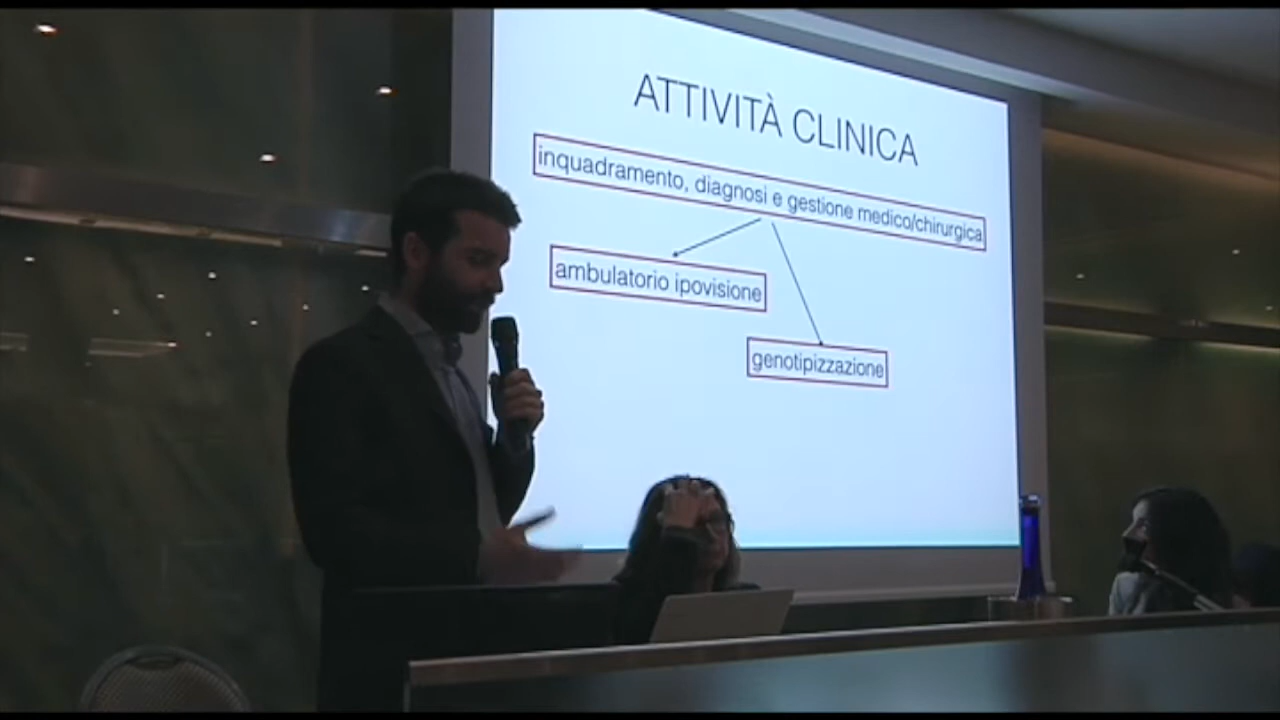 ATTIVITÀ CLINICA
inquadramento, diagnosi e gestione medico/chirurgica
ambulatorio ipovisione
genotipizzazione